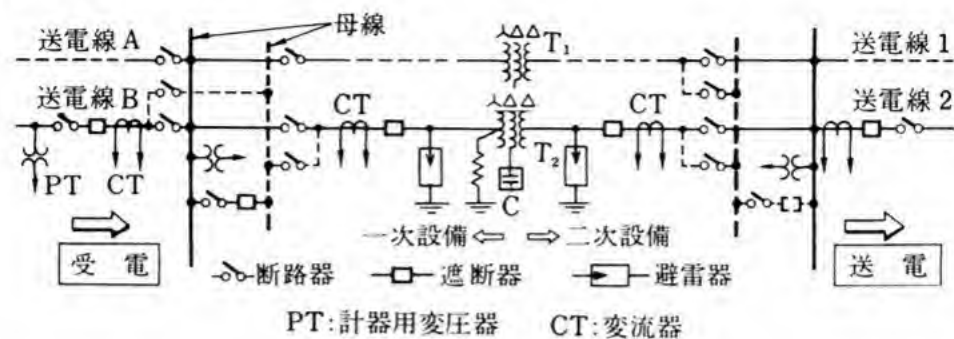 送電線A
母線
T₁
送電線1
送電線B
CT
CT
送電線2
PT
CT
T₂
C
受電
一次設備
二次設備
送電
断路器
遮断器
避雷器
PT:計器用変圧器 CT:変流器